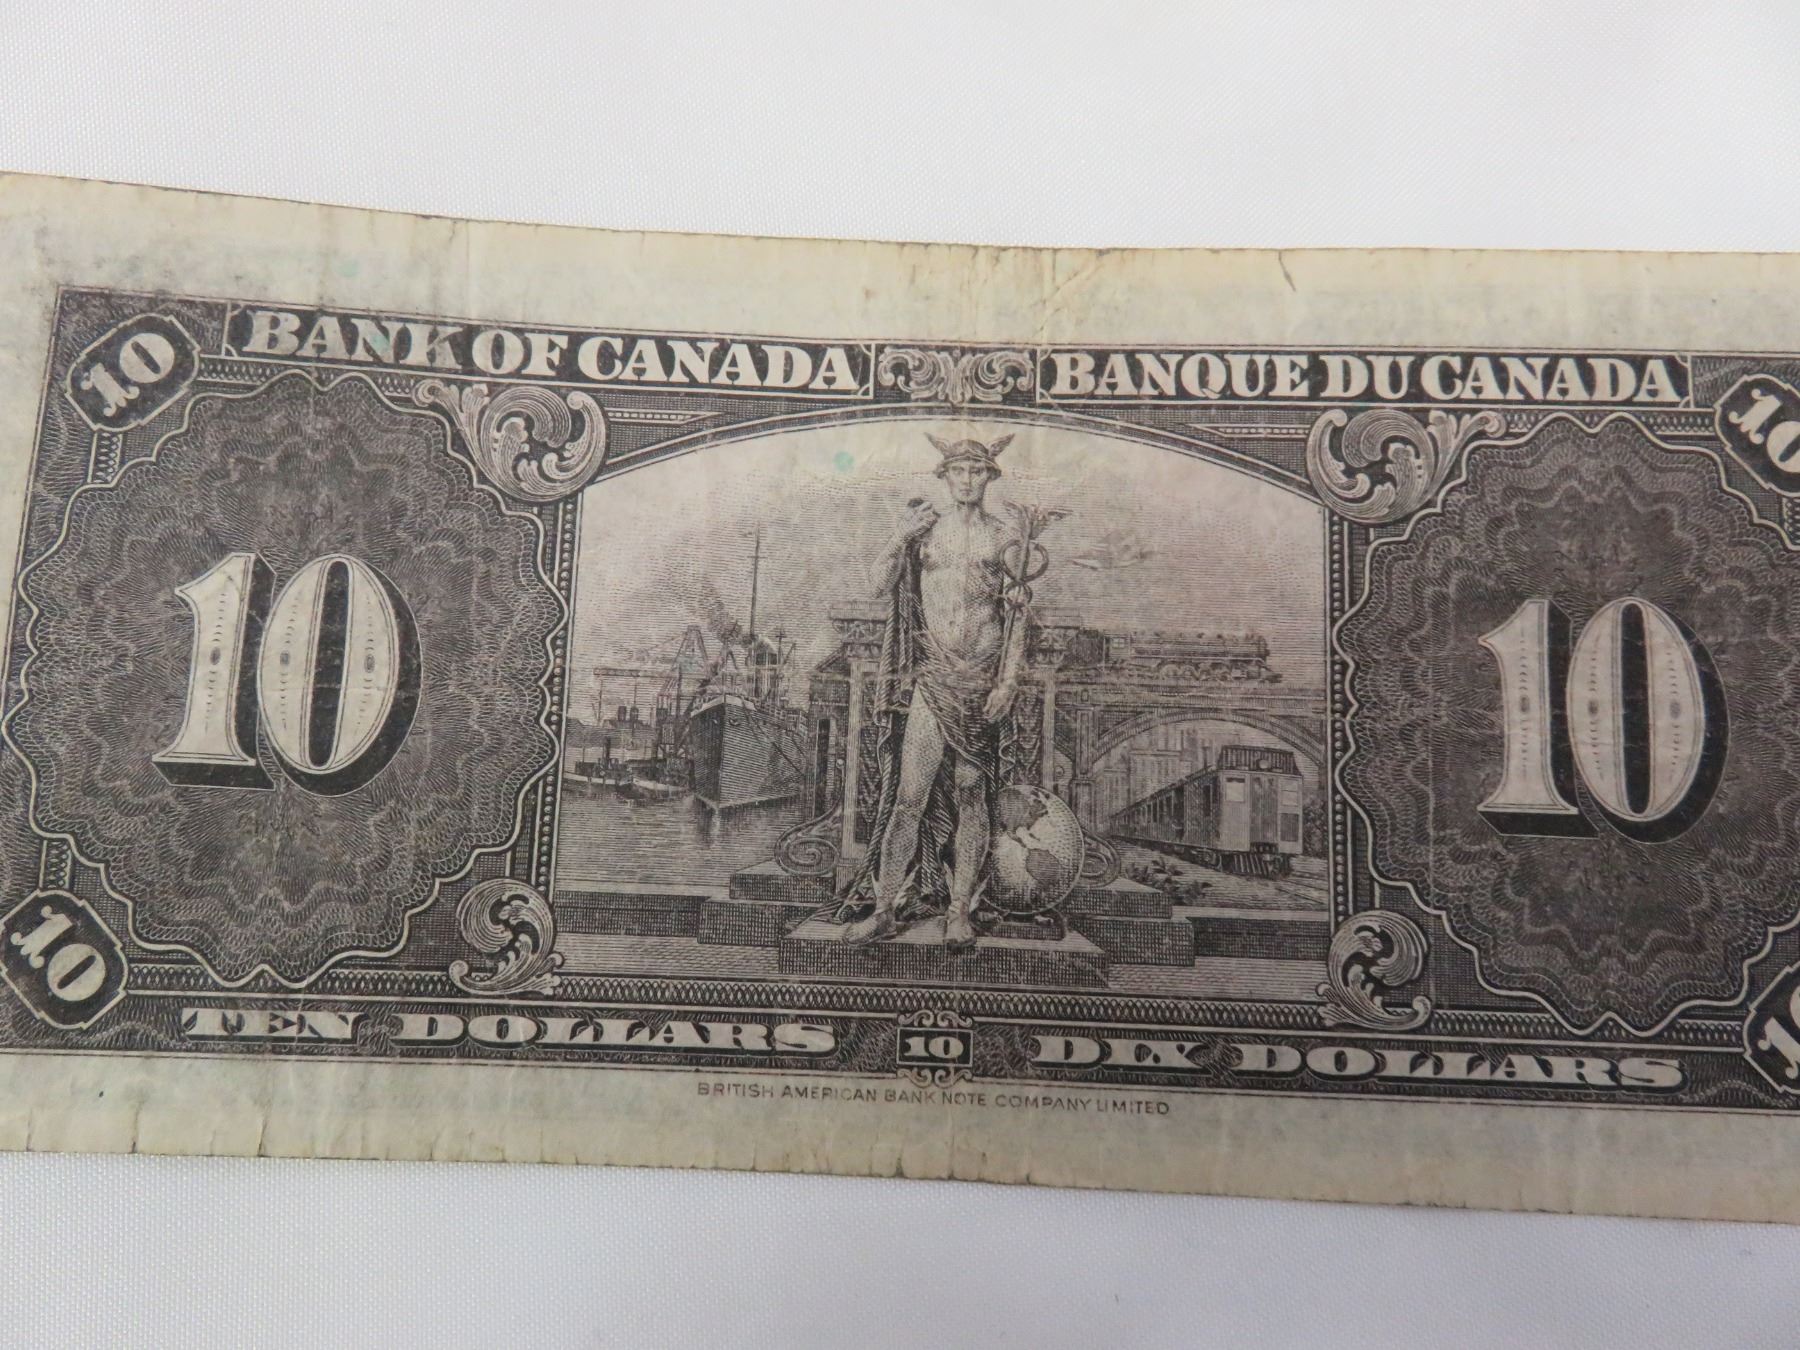 10 BANK OF CANADA BANQUE DU CANADA 10
10 10
10 TEN DOLLARS 10 DIX DOLLARS 10
BRITISH AMERICAN BANK NOTE COMPANY LIMITED